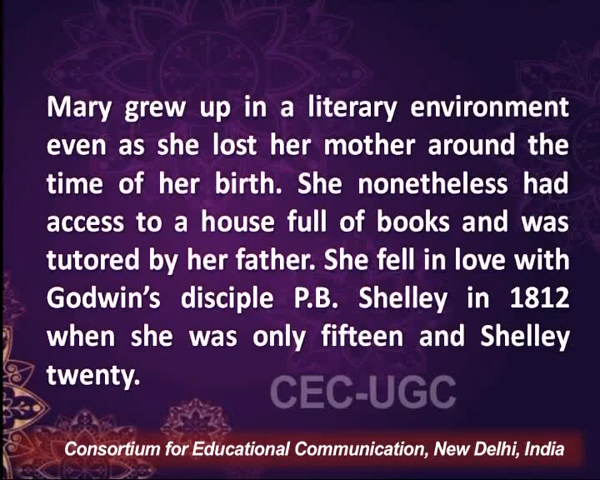 Mary grew up in a literary environment
even as she lost her mother around the
time of her birth. She nonetheless had
access to a house full of books and was
tutored by her father. She fell in love with
Godwin’s disciple P.B. Shelley in 1812
when she was only fifteen and Shelley
twenty.
CEC-UGC
Consortium for Educational Communication, New Delhi, India